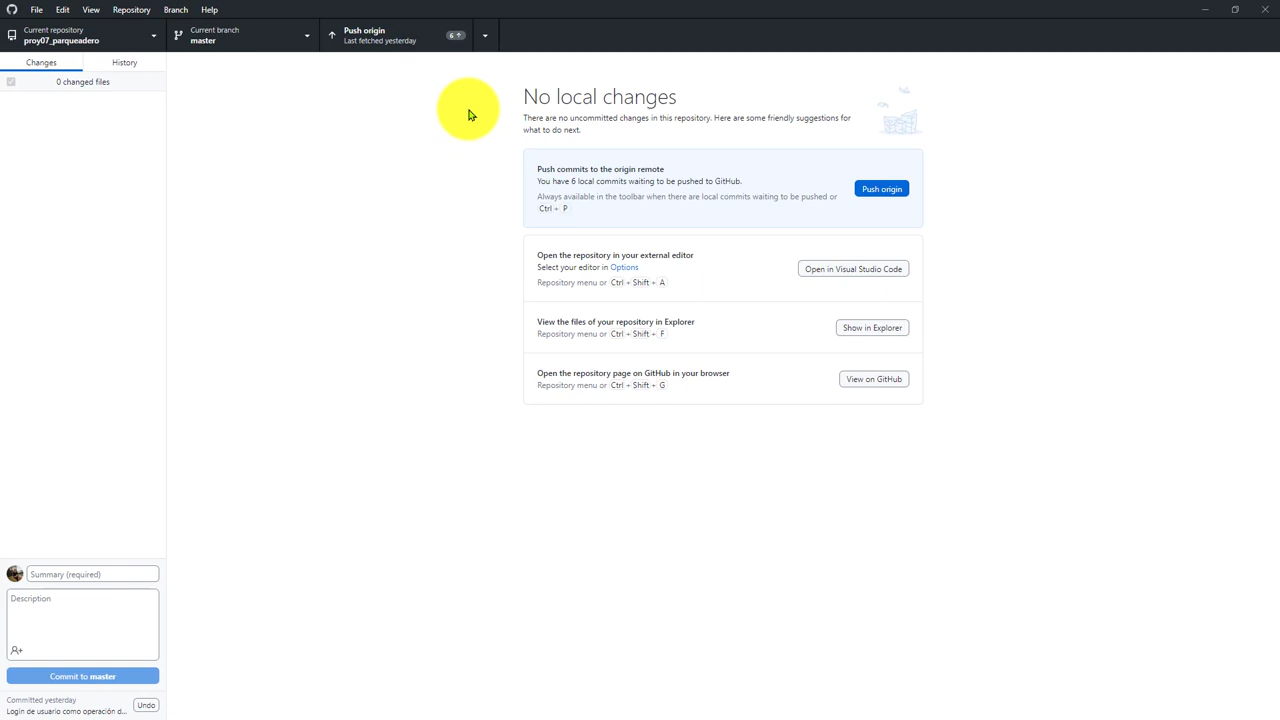 File Edit View Repository Branch Help
Current repository
proy07_parqueadero
Current branch
master
Push origin
Last fetched yesterday
6
Changes
History
0 changed files
No local changes
There are no uncommitted changes in this repository. Here are some friendly suggestions for
what to do next.
Push commits to the origin remote
You have 6 local commits waiting to be pushed to GitHub.
Always available in the toolbar when there are local commits waiting to be pushed or
Ctrl + P
Push origin
Open the repository in your external editor
Select your editor in Options
Repository menu or Ctrl + Shift + A
Open in Visual Studio Code
View the files of your repository in Explorer
Repository menu or Ctrl + Shift + F
Show in Explorer
Open the repository page on GitHub in your browser
Repository menu or Ctrl + Shift + G
View on GitHub
Summary (required)
Description
Commit to master
Committed yesterday
Login de usuario como operación d...
Undo